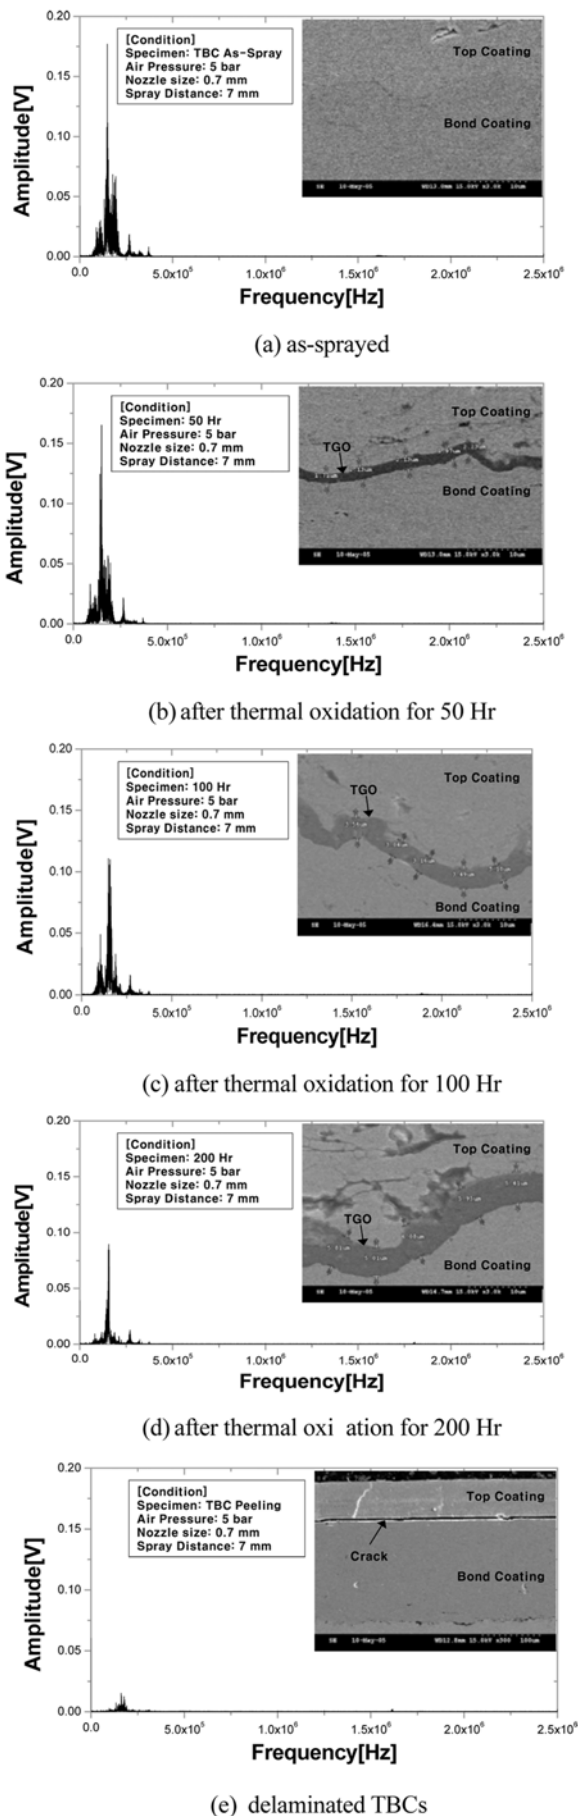 0.20
0.15
0.10
0.05
0.00
Amplitude[V]
[Condition]
Specimen: TBC As-Spray
Air Pressure: 5 bar
Nozzle size: 0.7 mm
Spray Distance: 7 mm
Top Coating
Bond Coating
0.0 5.0x10⁵ 1.0x10⁶ 1.5x10⁶ 2.0x10⁶ 2.5x10⁶
Frequency[Hz]
(a) as-sprayed
0.20
0.15
0.10
0.05
0.00
Amplitude[V]
[Condition]
Specimen: 50 Hr
Air Pressure: 5 bar
Nozzle size: 0.7 mm
Spray Distance: 7 mm
Top Coating
TGO
Bond Coating
0.0 5.0x10⁵ 1.0x10⁶ 1.5x10⁶ 2.0x10⁶ 2.5x10⁶
Frequency[Hz]
(b) after thermal oxidation for 50 Hr
0.20
0.15
0.10
0.05
0.00
Amplitude[V]
[Condition]
Specimen: 100 Hr
Air Pressure: 5 bar
Nozzle size: 0.7 mm
Spray Distance: 7 mm
Top Coating
TGO
Bond Coating
0.0 5.0x10⁵ 1.0x10⁶ 1.5x10⁶ 2.0x10⁶ 2.5x10⁶
Frequency[Hz]
(c) after thermal oxidation for 100 Hr
0.20
0.15
0.10
0.05
0.00
Amplitude[V]
[Condition]
Specimen: 200 Hr
Air Pressure: 5 bar
Nozzle size: 0.7 mm
Spray Distance: 7 mm
Top Coating
TGO
Bond Coating
0.0 5.0x10⁵ 1.0x10⁶ 1.5x10⁶ 2.0x10⁶ 2.5x10⁶
Frequency[Hz]
(d) after thermal oxi ation for 200 Hr
0.20
0.15
0.10
0.05
0.00
Amplitude[V]
[Condition]
Specimen: TBC Peeling
Air Pressure: 5 bar
Nozzle size: 0.7 mm
Spray Distance: 7 mm
Top Coating
Crack
Bond Coating
0.0 5.0x10⁵ 1.0x10⁶ 1.5x10⁶ 2.0x10⁶ 2.5x10⁶
Frequency[Hz]
(e) delaminated TBCs